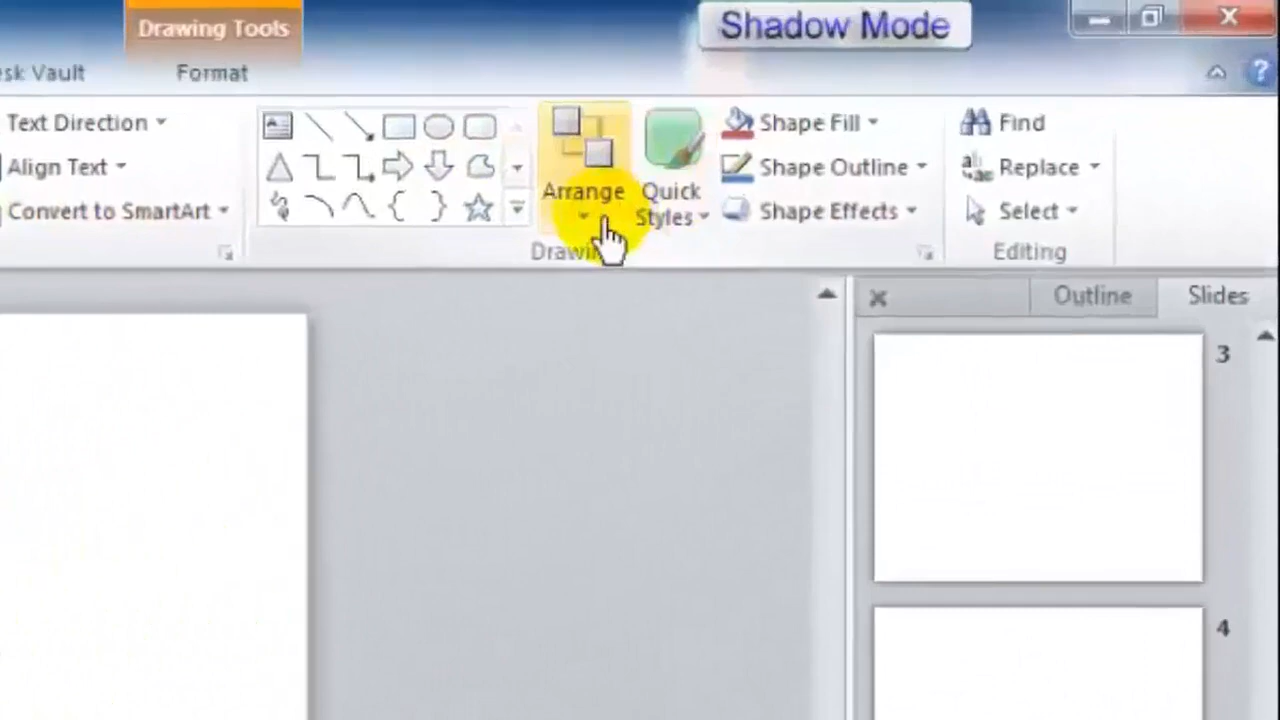 Drawing Tools
Shadow Mode
sk Vault
Format
Text Direction
Align Text
Convert to SmartArt
Arrange
Quick
Styles
Shape Fill
Shape Outline
Shape Effects
Find
Replace
Select
Editing
Outline
Slides
3
4